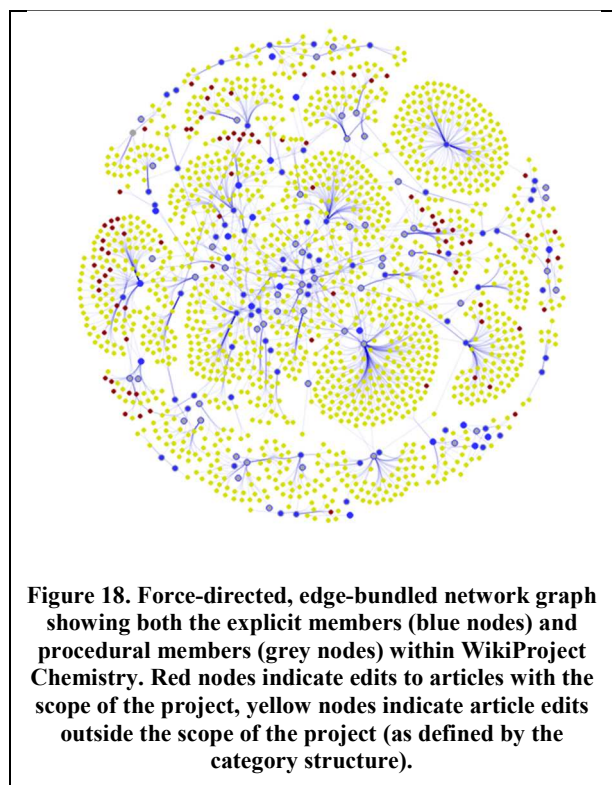 Figure 18. Force-directed, edge-bundled network graph
showing both the explicit members (blue nodes) and
procedural members (grey nodes) within WikiProject
Chemistry. Red nodes indicate edits to articles with the
scope of the project, yellow nodes indicate article edits
outside the scope of the project (as defined by the
category structure).